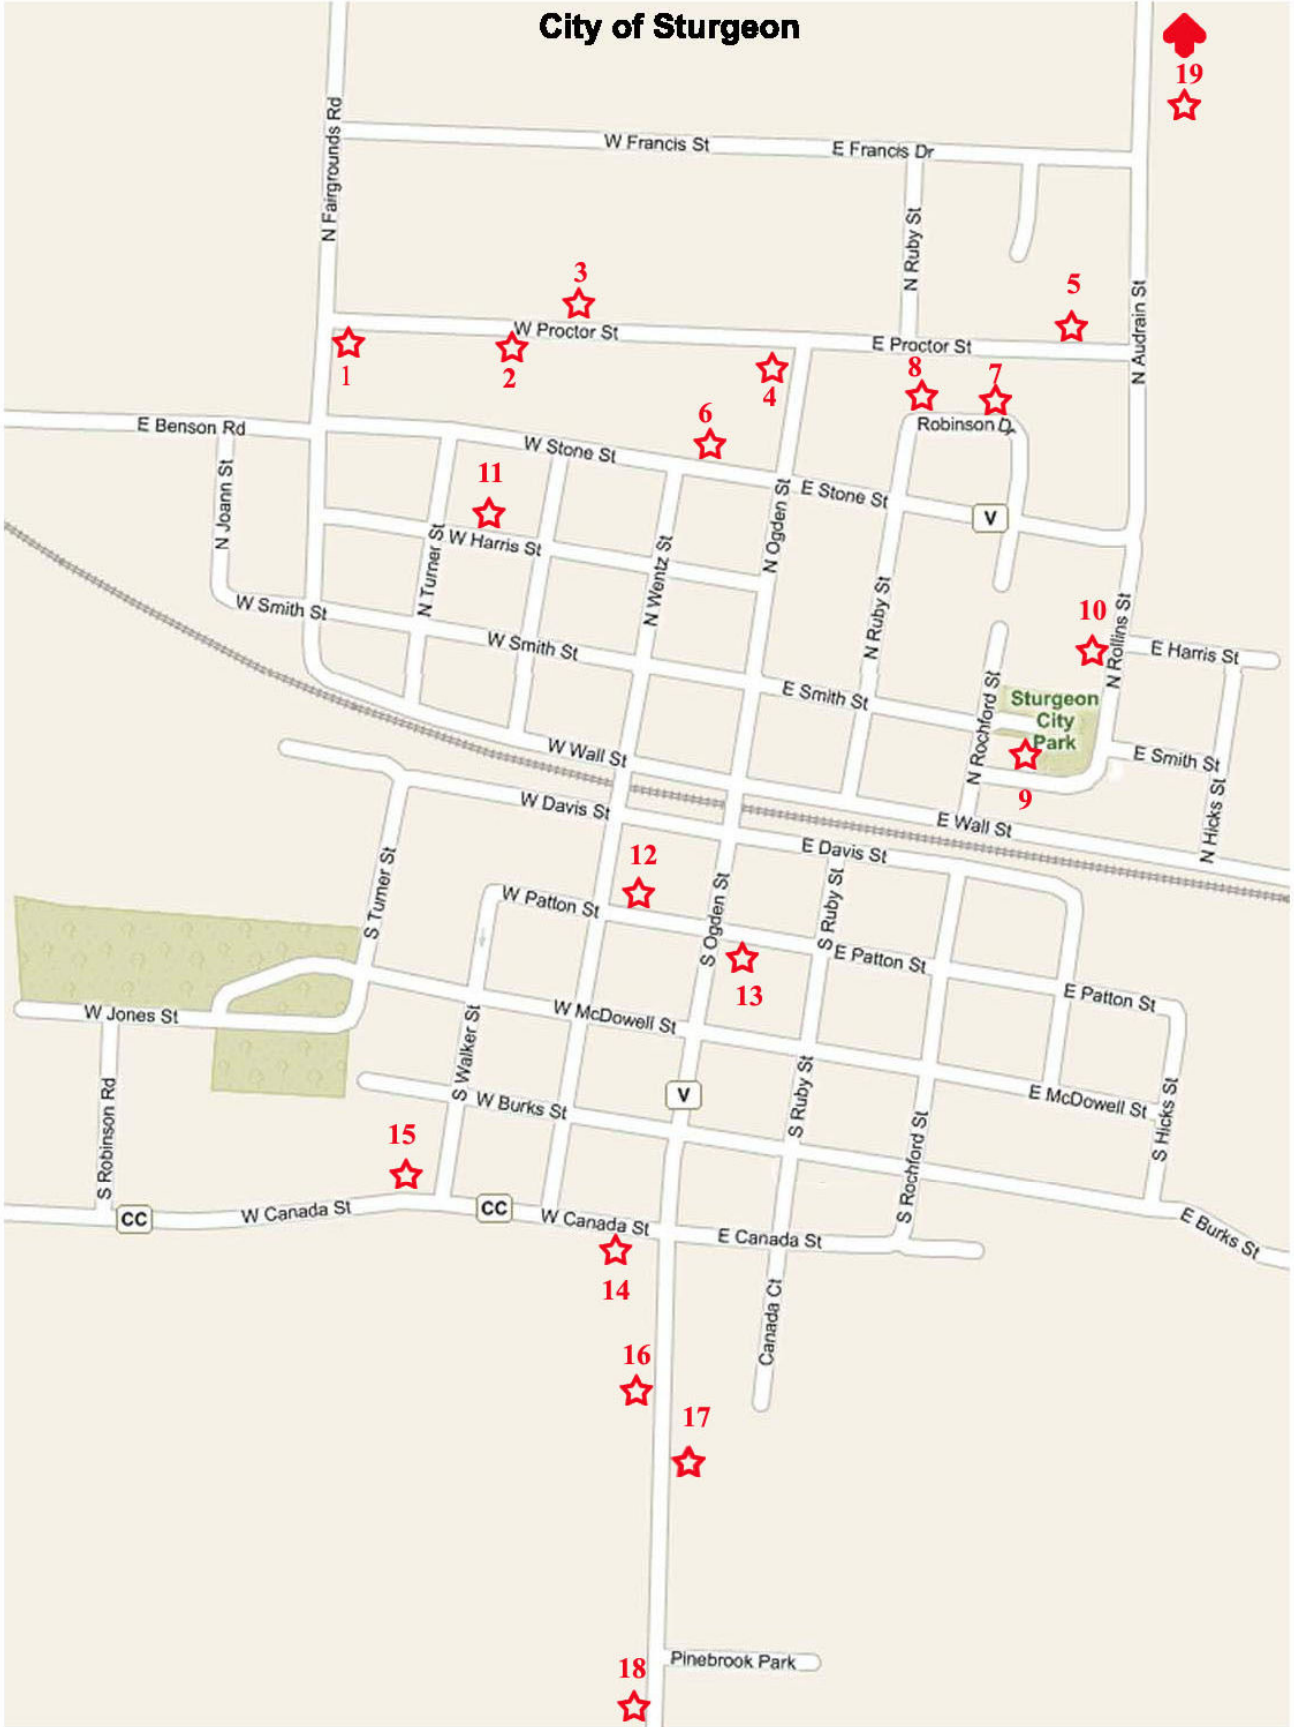 City of Sturgeon
19
N Fairgrounds Rd
W Francis St
E Francis Dr
N Ruby St
N Audrain St
3
5
W Proctor St
E Proctor St
1
2
4
8
7
6
Robinson Dr
E Benson Rd
W Stone St
E Stone St
V
11
N Joann St
N Turner St
W Harris St
N Wentz St
N Ogden St
N Ruby St
10
N Rollins St
E Harris St
W Smith St
W Smith St
E Smith St
N Rochford St
Sturgeon
City
Park
E Smith St
9
N Hicks St
W Wall St
E Wall St
W Davis St
E Davis St
12
S Turner St
W Patton St
S Ogden St
S Ruby St
E Patton St
13
E Patton St
W Jones St
W McDowell St
S Walker St
V
E McDowell St
S Robinson Rd
W Burks St
S Ruby St
S Rochford St
S Hicks St
15
CC
W Canada St
CC
W Canada St
E Canada St
E Burks St
14
Canada Ct
16
17
18
Pinebrook Park